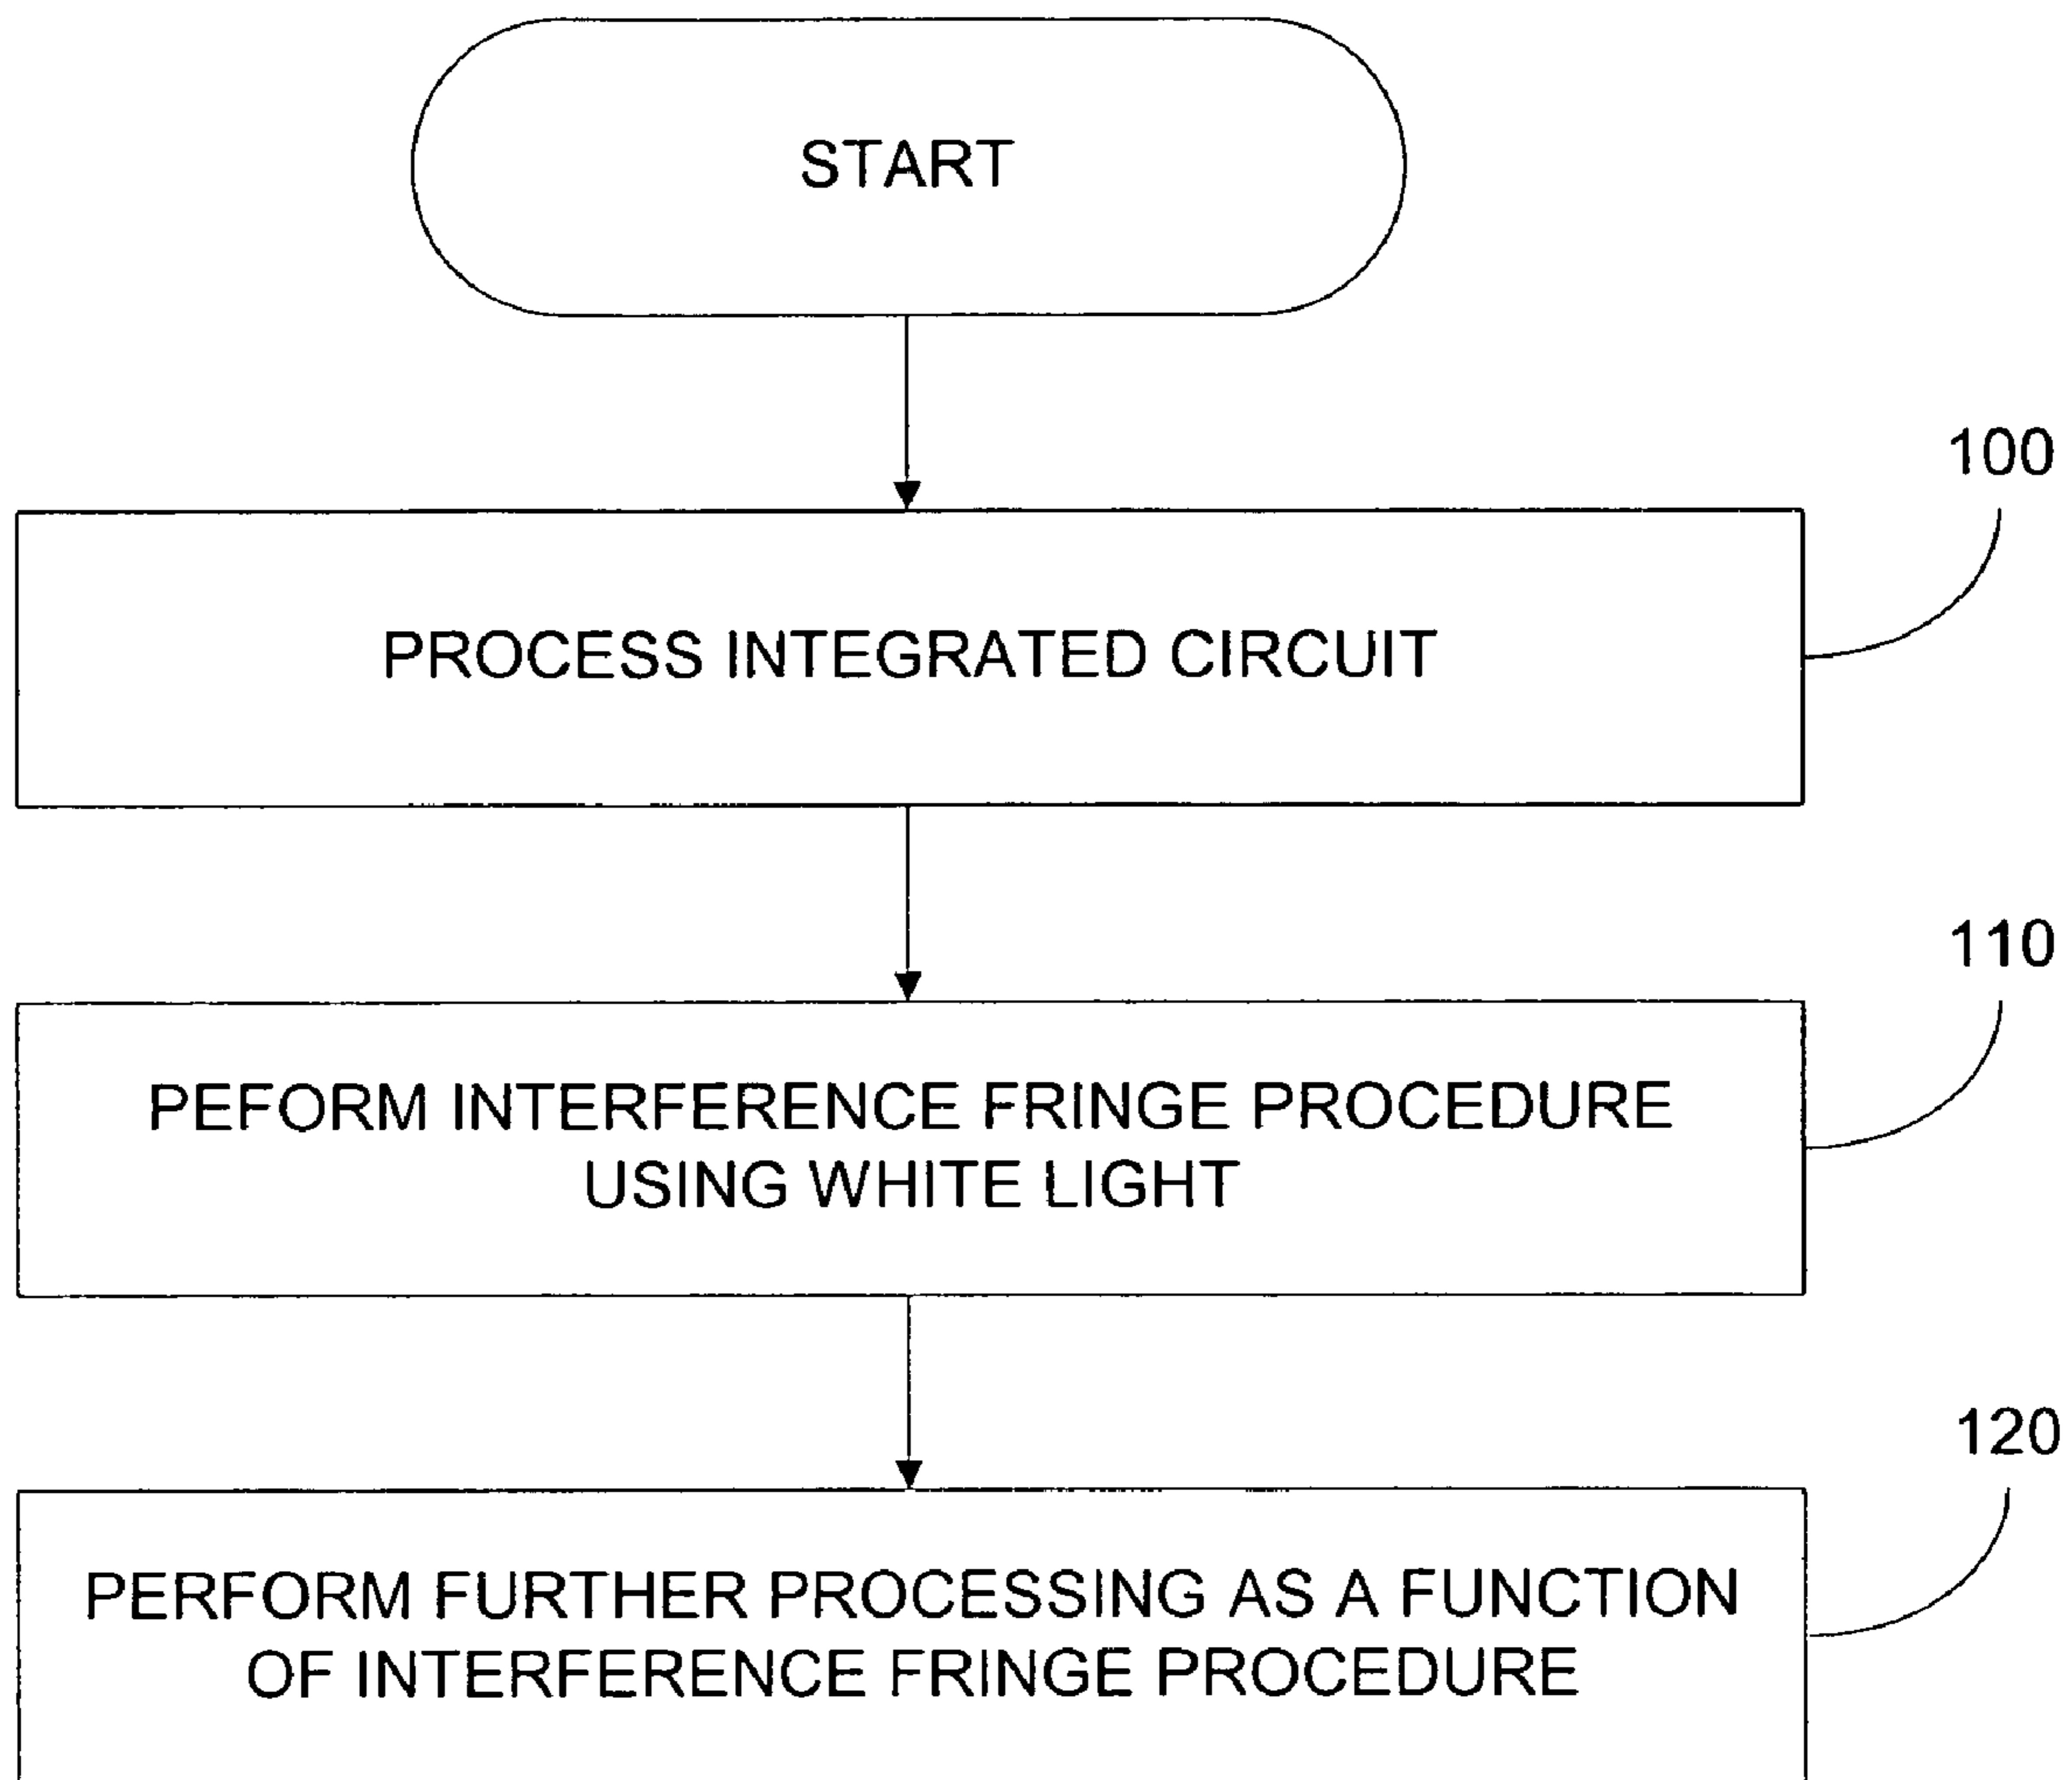 START
100
PROCESS INTEGRATED CIRCUIT
110
PEFORM INTERFERENCE FRINGE PROCEDURE
USING WHITE LIGHT
120
PERFORM FURTHER PROCESSING AS A FUNCTION
OF INTERFERENCE FRINGE PROCEDURE